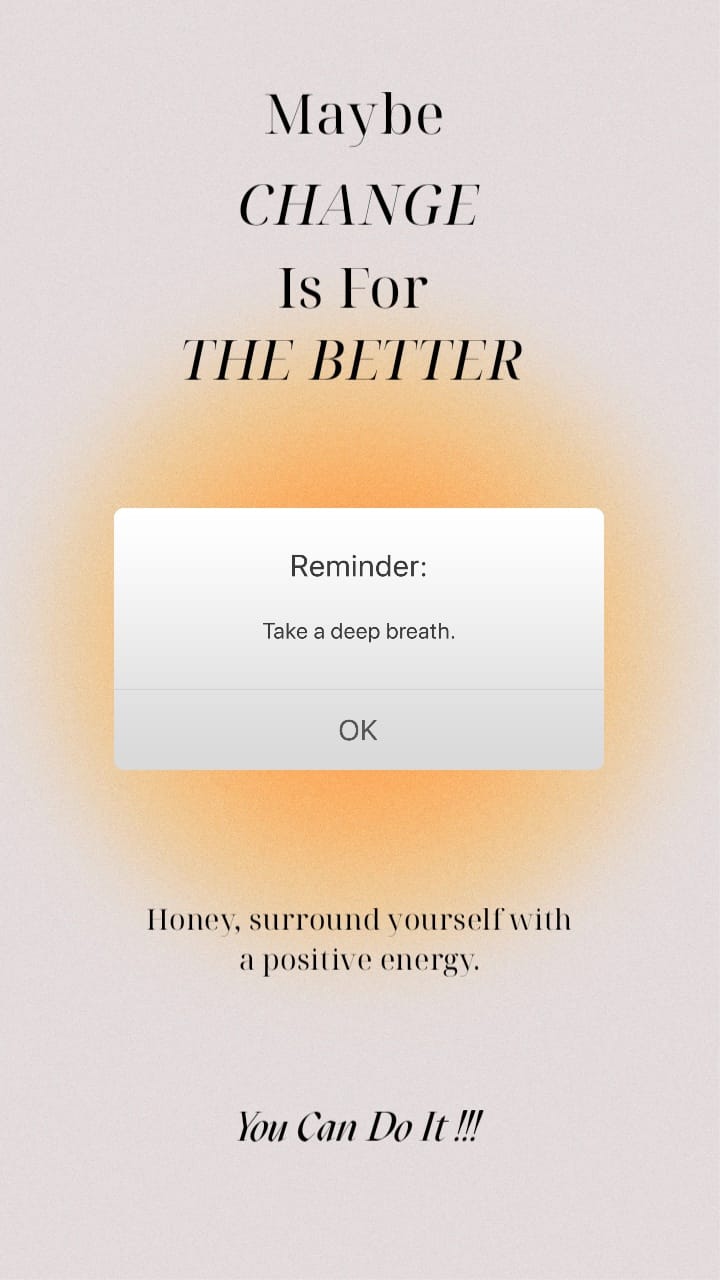 Maybe
CHANGE
Is For
THE BETTER
Reminder:
Take a deep breath.
OK
Honey, surround yourself with
a positive energy.
You Can Do It !!!